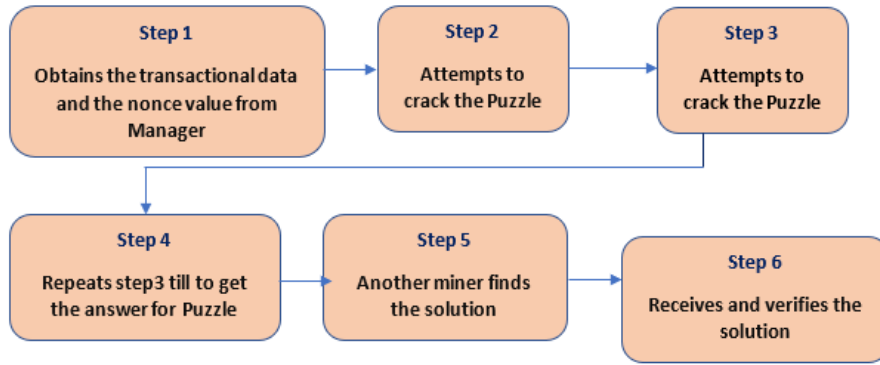 Step 1
Obtains the transactional data
and the nonce value from
Manager
Step 2
Attempts to
crack the Puzzle
Step 3
Attempts to
crack the Puzzle
Step 4
Repeats step3 till to get
the answer for Puzzle
Step 5
Another miner finds
the solution
Step 6
Receives and verifies the
solution